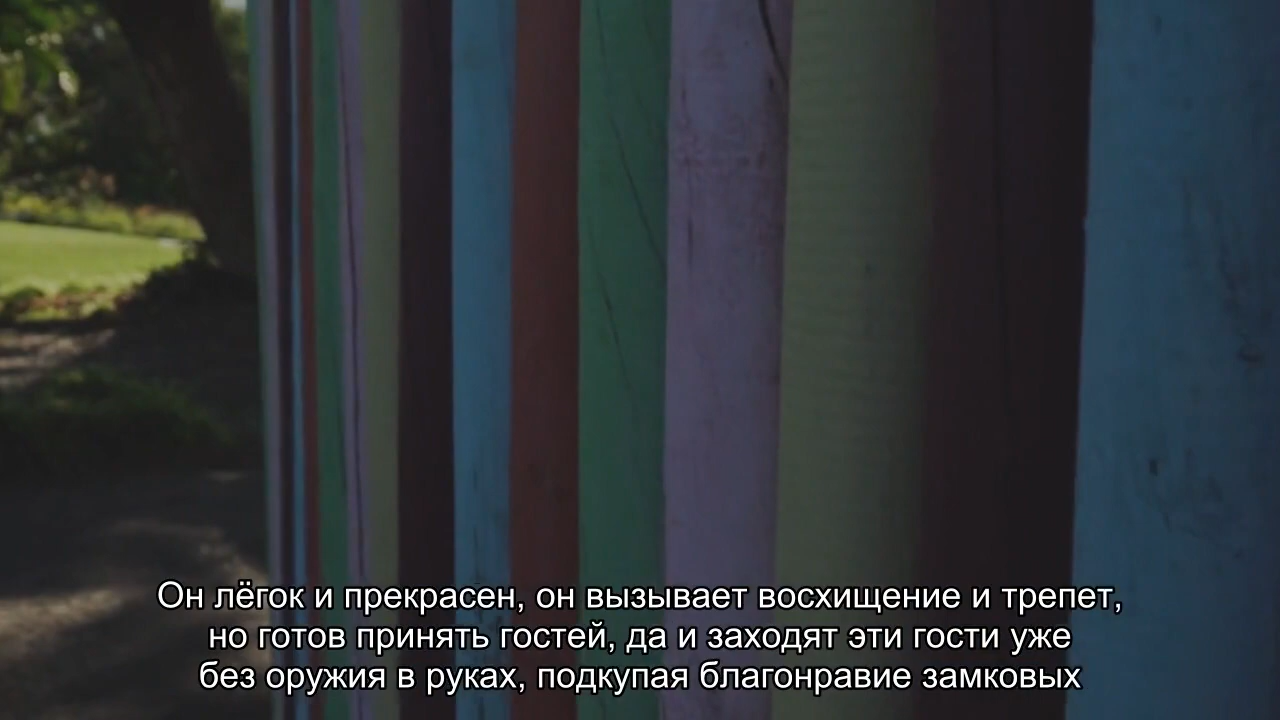 Он лёгок и прекрасен, он вызывает восхищение и трепет,
но готов принять гостей, да и заходят эти гости уже
без оружия в руках, подкупая благонравие замковых